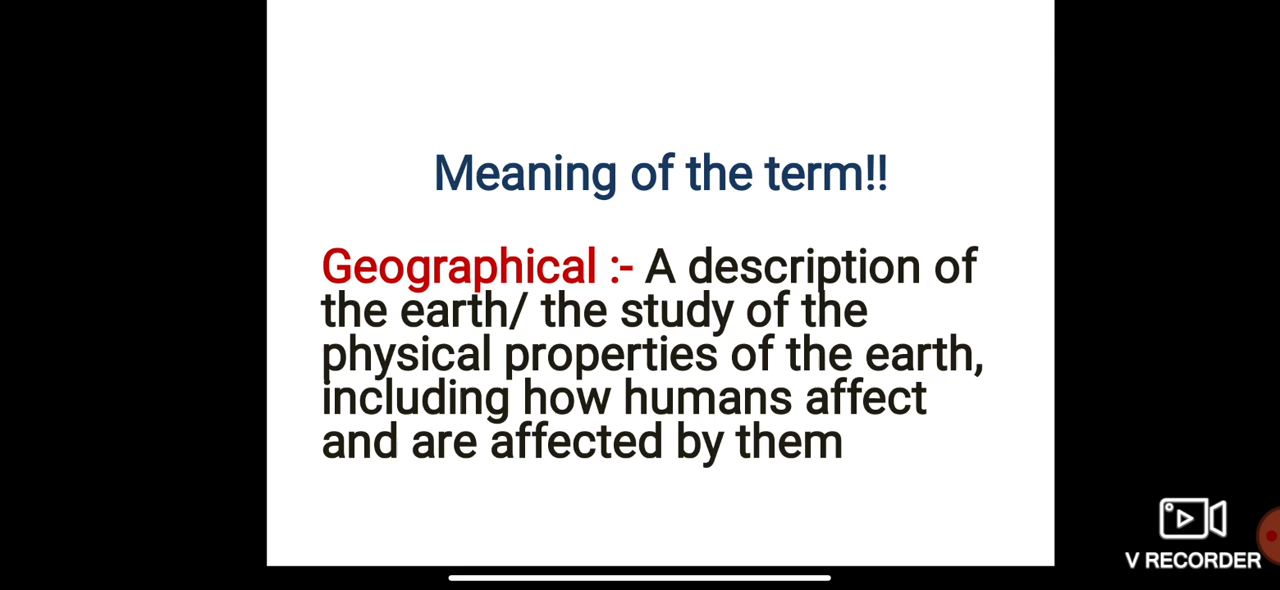 Meaning of the term!!
Geographical :- A description of
the earth/ the study of the
physical properties of the earth,
including how humans affect
and are affected by them
V RECORDER